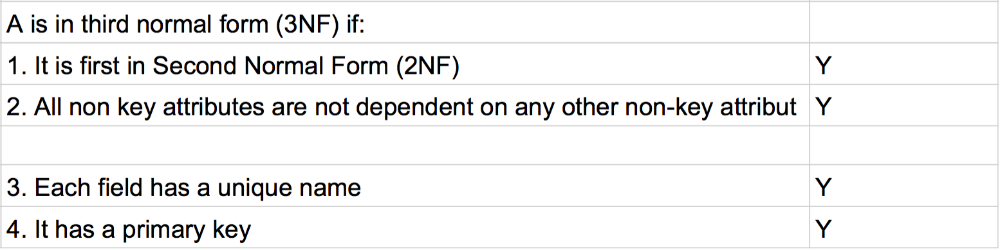 A is in third normal form (3NF) if:
1. It is first in Second Normal Form (2NF) Y
2. All non key attributes are not dependent on any other non-key attribut Y
3. Each field has a unique name Y
4. It has a primary key Y